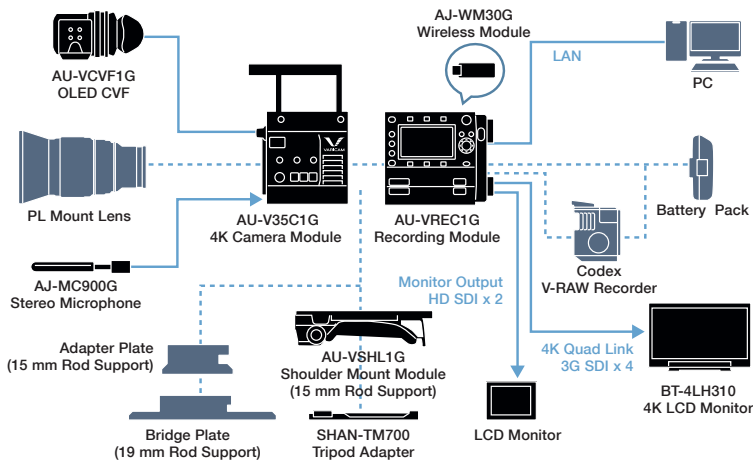 AJ-WM30G
Wireless Module
LAN
PC
AU-VCVF1G
OLED CVF
VARICAM
PL Mount Lens
AU-V35C1G
4K Camera Module
AU-VREC1G
Recording Module
Battery Pack
Codex
V-RAW Recorder
AJ-MC900G
Stereo Microphone
Monitor Output
HD SDI x 2
Adapter Plate
(15 mm Rod Support)
AU-VSHL1G
Shoulder Mount Module
(15 mm Rod Support)
4K Quad Link
3G SDI x 4
BT-4LH310
4K LCD Monitor
Bridge Plate
(19 mm Rod Support)
SHAN-TM700
Tripod Adapter
LCD Monitor